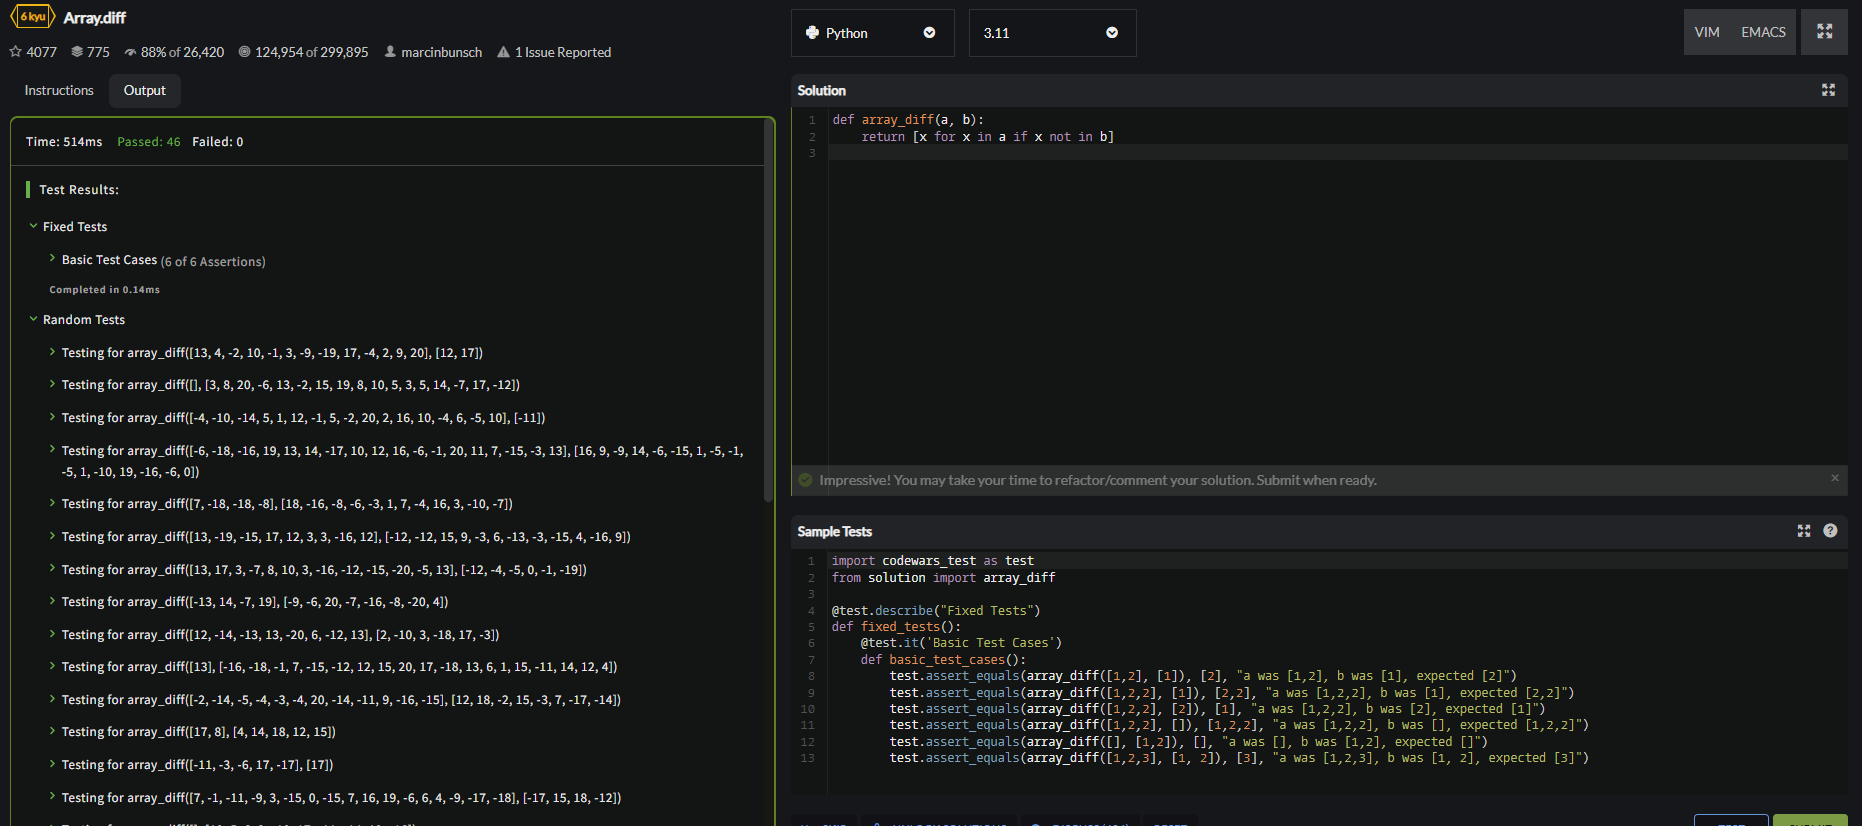 6 kyu Array.diff
4077 775 88% of 26,420 124,954 of 299,895 marcinbunsch 1 Issue Reported
Instructions Output
Time: 514ms Passed: 46 Failed: 0
Test Results:
Fixed Tests
Basic Test Cases (6 of 6 Assertions)
Completed in 0.14ms
Random Tests
Testing for array_diff([13, 4, -2, 10, -1, 3, -9, -19, 17, -4, 2, 9, 20], [12, 17])
Testing for array_diff([], [3, 8, 20, -6, 13, -2, 15, 19, 8, 10, 5, 3, 5, 14, -7, 17, -12])
Testing for array_diff([-4, -10, -14, 5, 1, 12, -1, 5, -2, 20, 2, 16, 10, -4, 6, -5, 10], [-11])
Testing for array_diff([-6, -18, -16, 19, 13, 14, -17, 10, 12, 16, -6, -1, 20, 11, 7, -15, -3, 13], [16, 9, -9, 14, -6, -15, 1, -5, -1,
-5, 1, -10, 19, -16, -6, 0])
Testing for array_diff([7, -18, -18, -8], [18, -16, -8, -6, -3, 1, 7, -4, 16, 3, -10, -7])
Testing for array_diff([13, -19, -15, 17, 12, 3, 3, -16, 12], [-12, -12, 15, 9, -3, 6, -13, -3, -15, 4, -16, 9])
Testing for array_diff([13, 17, 3, -7, 8, 10, 3, -16, -12, -15, -20, -5, 13], [-12, -4, -5, 0, -1, -19])
Testing for array_diff([-13, 14, -7, 19], [-9, -6, 20, -7, -16, -8, -20, 4])
Testing for array_diff([12, -14, -13, 13, -20, 6, -12, 13], [2, -10, 3, -18, 17, -3])
Testing for array_diff([13], [-16, -18, -1, 7, -15, -12, 12, 15, 20, 17, -18, 13, 6, 1, 15, -11, 14, 12, 4])
Testing for array_diff([-2, -14, -5, -4, -3, -4, 20, -14, -11, 9, -16, -15], [12, 18, -2, 15, -3, 7, -17, -14])
Testing for array_diff([17, 8], [4, 14, 18, 12, 15])
Testing for array_diff([-11, -3, -6, 17, -17], [17])
Testing for array_diff([7, -1, -11, -9, 3, -15, 0, -15, 7, 16, 19, -6, 6, 4, -9, -17, -18], [-17, 15, 18, -12])
Python 3.11 VIM EMACS
Solution
1 def array_diff(a, b):
2     return [x for x in a if x not in b]
3
Impressive! You may take your time to refactor/comment your solution. Submit when ready. ×
Sample Tests ?
1 import codewars_test as test
2 from solution import array_diff
3
4 @test.describe("Fixed Tests")
5 def fixed_tests():
6     @test.it('Basic Test Cases')
7     def basic_test_cases():
8         test.assert_equals(array_diff([1,2], [1]), [2], "a was [1,2], b was [1], expected [2]")
9         test.assert_equals(array_diff([1,2,2], [1]), [2,2], "a was [1,2,2], b was [1], expected [2,2]")
10         test.assert_equals(array_diff([1,2,2], [2]), [1], "a was [1,2,2], b was [2], expected [1]")
11         test.assert_equals(array_diff([1,2,2], []), [1,2,2], "a was [1,2,2], b was [], expected [1,2,2]")
12         test.assert_equals(array_diff([], [1,2]), [], "a was [], b was [1,2], expected []")
13         test.assert_equals(array_diff([1,2,3], [1, 2]), [3], "a was [1,2,3], b was [1, 2], expected [3]")